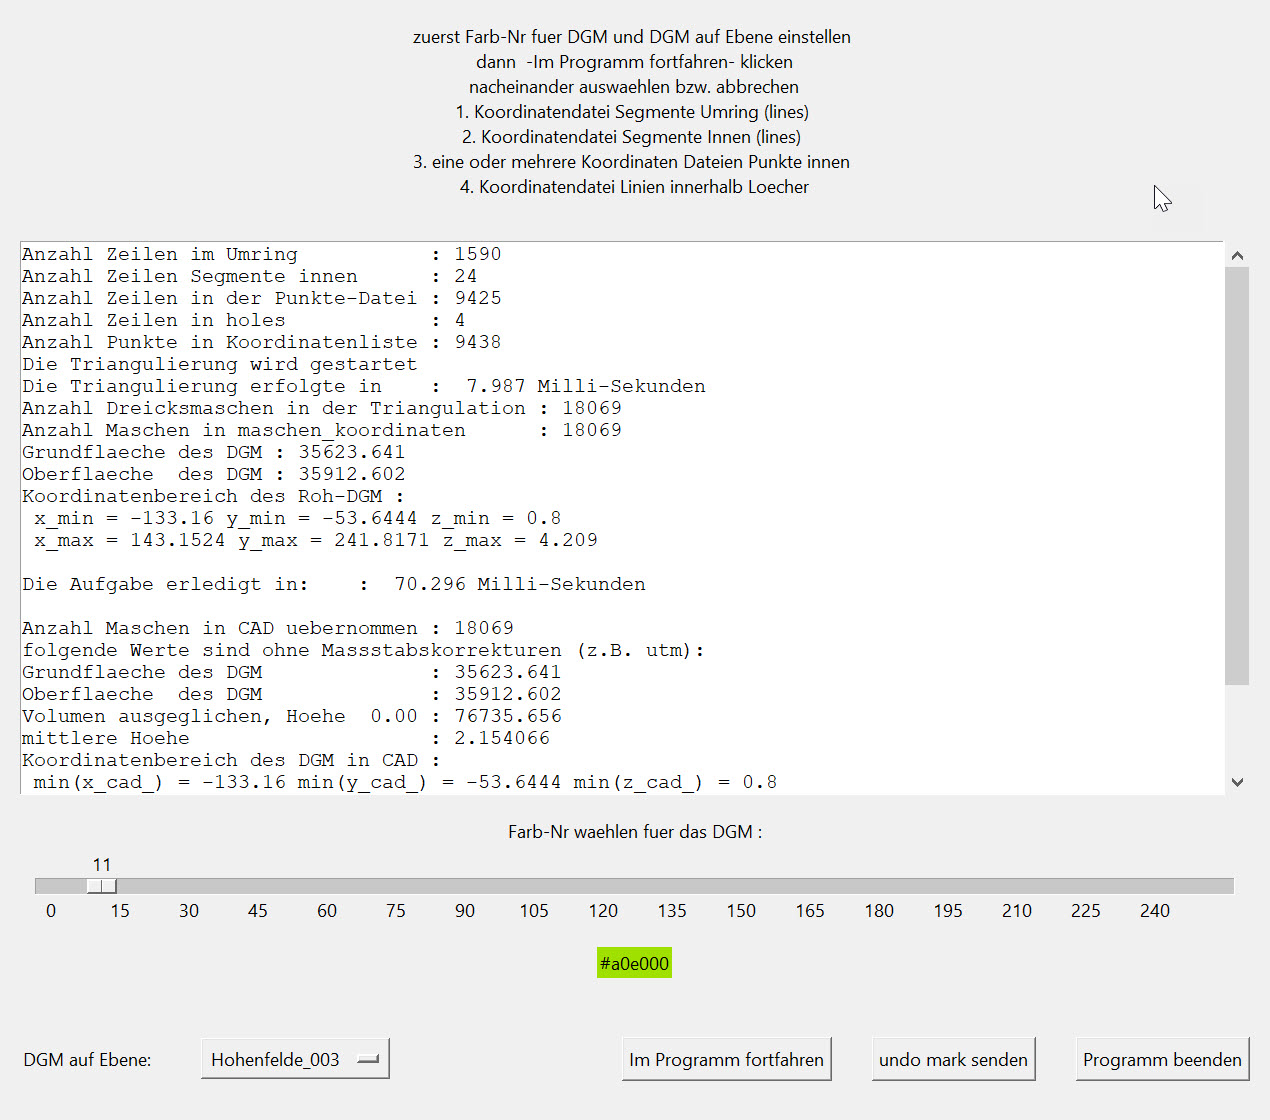 zuerst Farb-Nr fuer DGM und DGM auf Ebene einstellen
dann  -Im Programm fortfahren- klicken
nacheinander auswaehlen bzw. abbrechen
1. Koordinatendatei Segmente Umring (lines)
2. Koordinatendatei Segmente Innen (lines)
3. eine oder mehrere Koordinaten Dateien Punkte innen
4. Koordinatendatei Linien innerhalb Loecher
Anzahl Zeilen im Umring           : 1590
Anzahl Zeilen Segmente innen      : 24
Anzahl Zeilen in der Punkte-Datei : 9425
Anzahl Zeilen in holes            : 4
Anzahl Punkte in Koordinatenliste : 9438
Die Triangulierung wird gestartet
Die Triangulierung erfolgte in    :  7.987 Milli-Sekunden
Anzahl Dreicksmaschen in der Triangulation : 18069
Anzahl Maschen in maschen_koordinaten      : 18069
Grundflaeche des DGM : 35623.641
Oberflaeche  des DGM : 35912.602
Koordinatenbereich des Roh-DGM :
 x_min = -133.16 y_min = -53.6444 z_min = 0.8
 x_max = 143.1524 y_max = 241.8171 z_max = 4.209
Die Aufgabe erledigt in:    :  70.296 Milli-Sekunden
Anzahl Maschen in CAD uebernommen : 18069
folgende Werte sind ohne Massstabskorrekturen (z.B. utm):
Grundflaeche des DGM              : 35623.641
Oberflaeche  des DGM              : 35912.602
Volumen ausgeglichen, Hoehe  0.00 : 76735.656
mittlere Hoehe                    : 2.154066
Koordinatenbereich des DGM in CAD :
 min(x_cad_) = -133.16 min(y_cad_) = -53.6444 min(z_cad_) = 0.8
Farb-Nr waehlen fuer das DGM :
11
0 15 30 45 60 75 90 105 120 135 150 165 180 195 210 225 240
#a0e000
DGM auf Ebene: Hohenfelde_003 Im Programm fortfahren undo mark senden Programm beenden